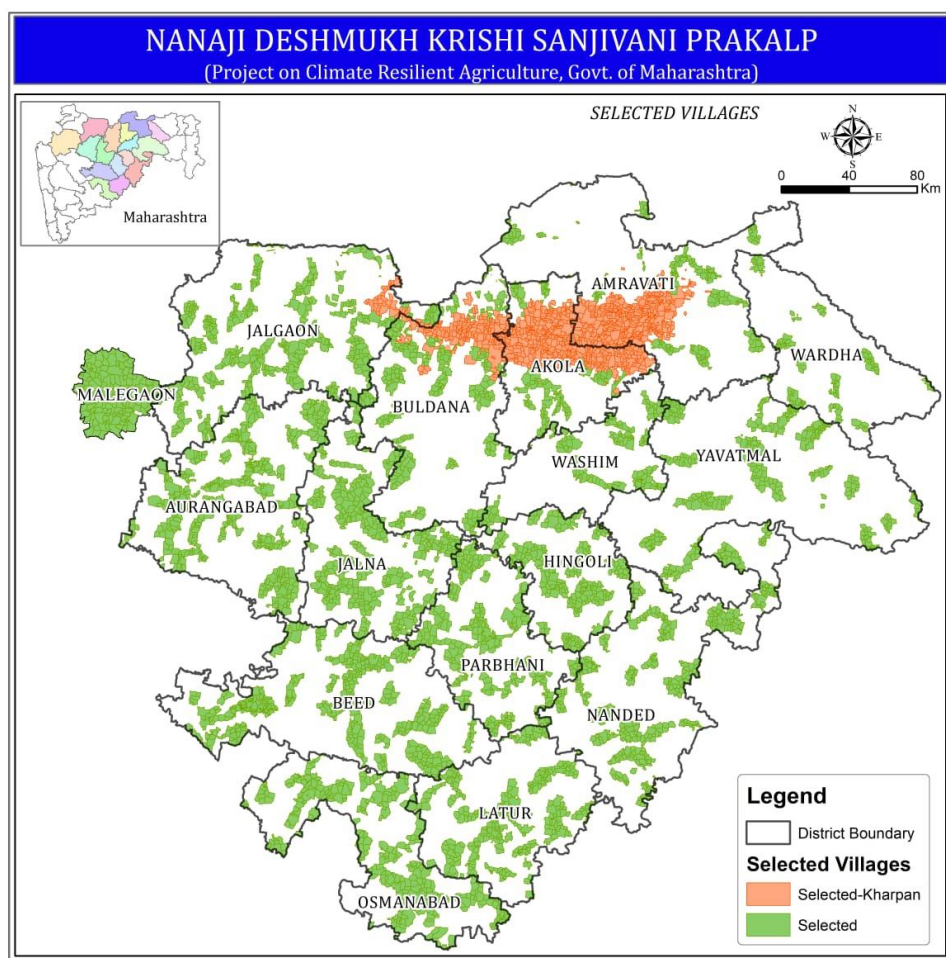 NANAJI DESHMUKH KRISHI SANJIVANI PRAKALP
(Project on Climate Resilient Agriculture, Govt. of Maharashtra)
SELECTED VILLAGES
N
W E
S
0 40 80
Km
Maharashtra
AMRAVATI
JALGAON
WARDHA
AKOLA
MALEGAON
BULDANA
YAVATMAL
WASHIM
AURANGABAD
JALNA
HINGOLI
PARBHANI
BEED
NANDED
LATUR
OSMANABAD
Legend
District Boundary
Selected Villages
Selected-Kharpan
Selected